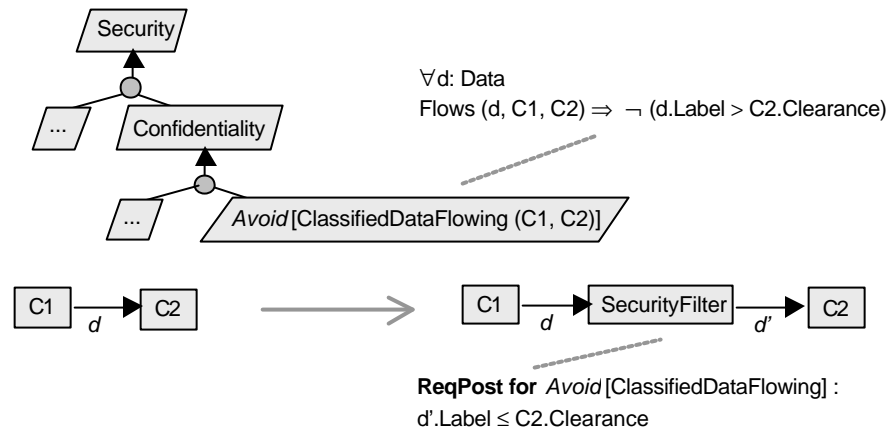 Security
∀d: Data
Flows (d, C1, C2) ⇒ ¬ (d.Label > C2.Clearance)
...
Confidentiality
...
Avoid[ClassifiedDataFlowing (C1, C2)]
C1
d
C2
C1
d
SecurityFilter
d'
C2
ReqPost for Avoid[ClassifiedDataFlowing] :
d'.Label ≤ C2.Clearance